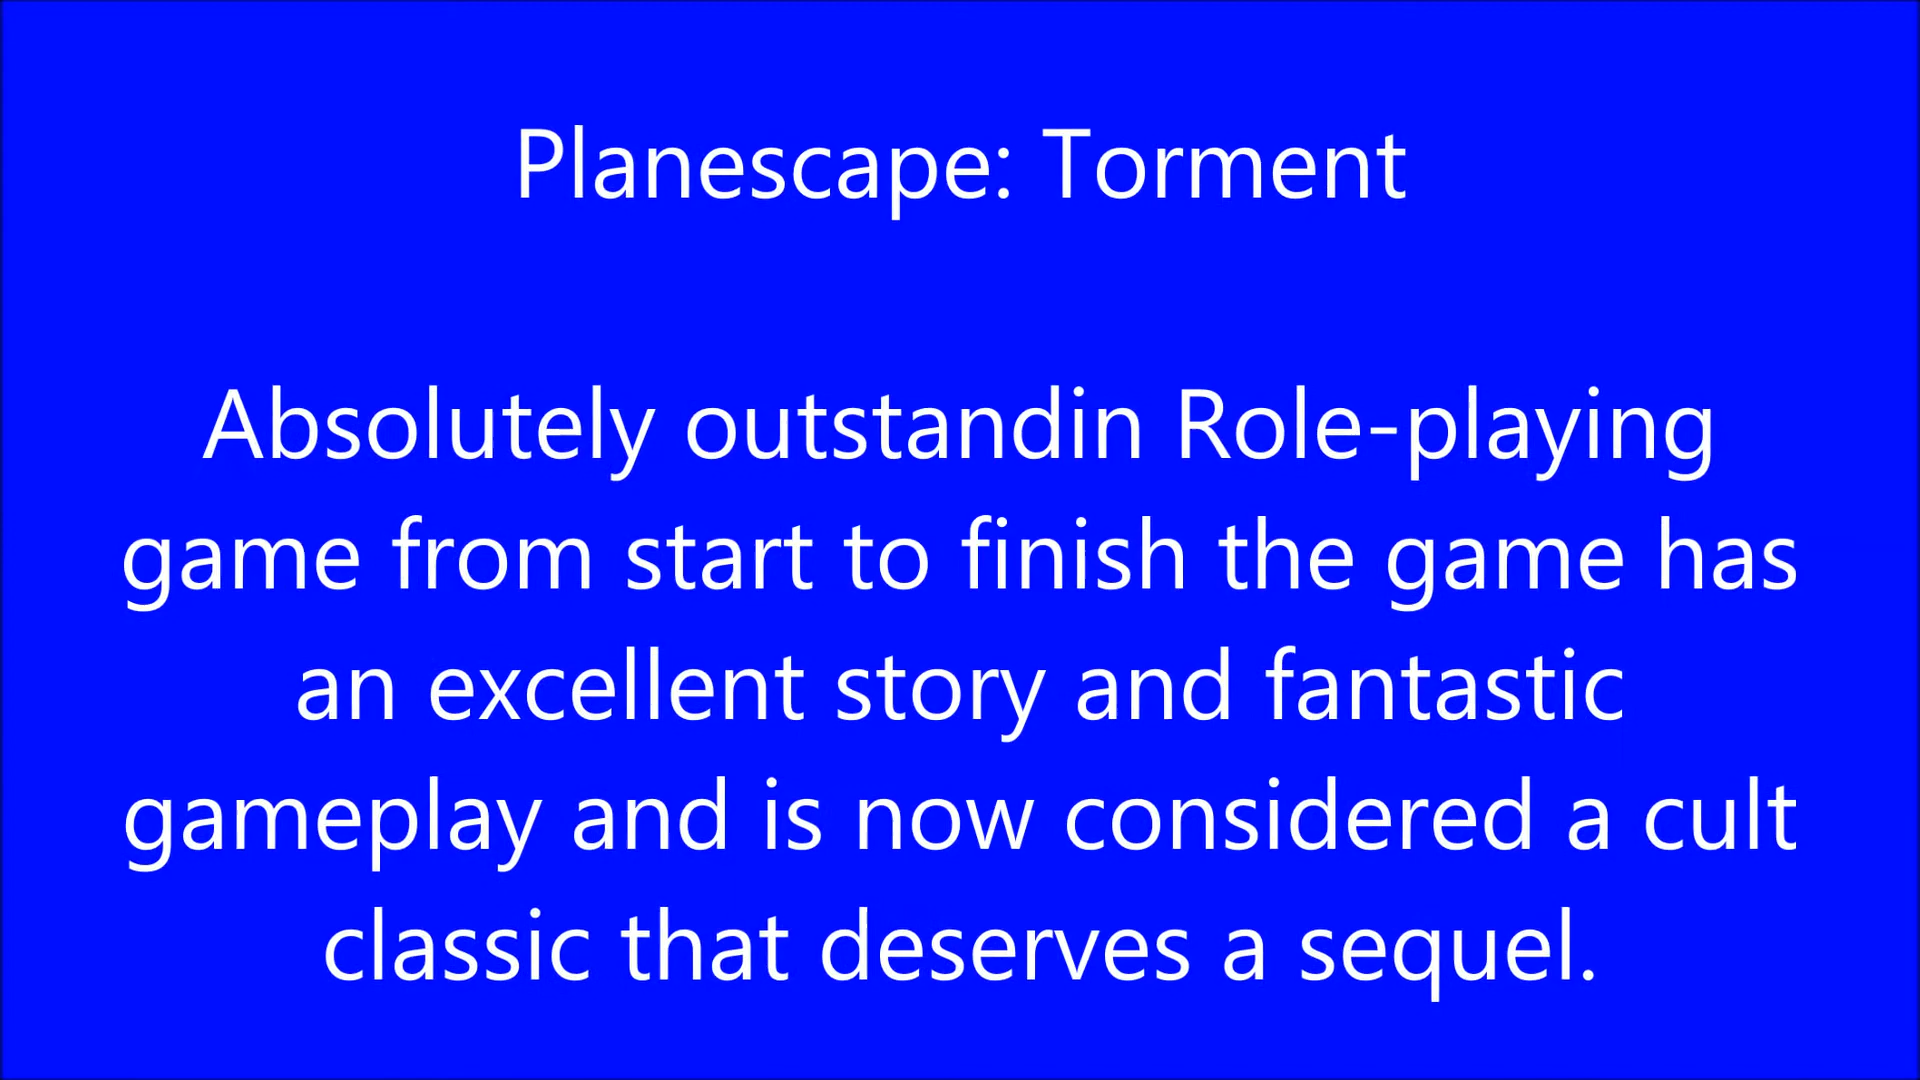 Planescape: Torment
Absolutely outstandin Role-playing
game from start to finish the game has
an excellent story and fantastic
gameplay and is now considered a cult
classic that deserves a sequel.